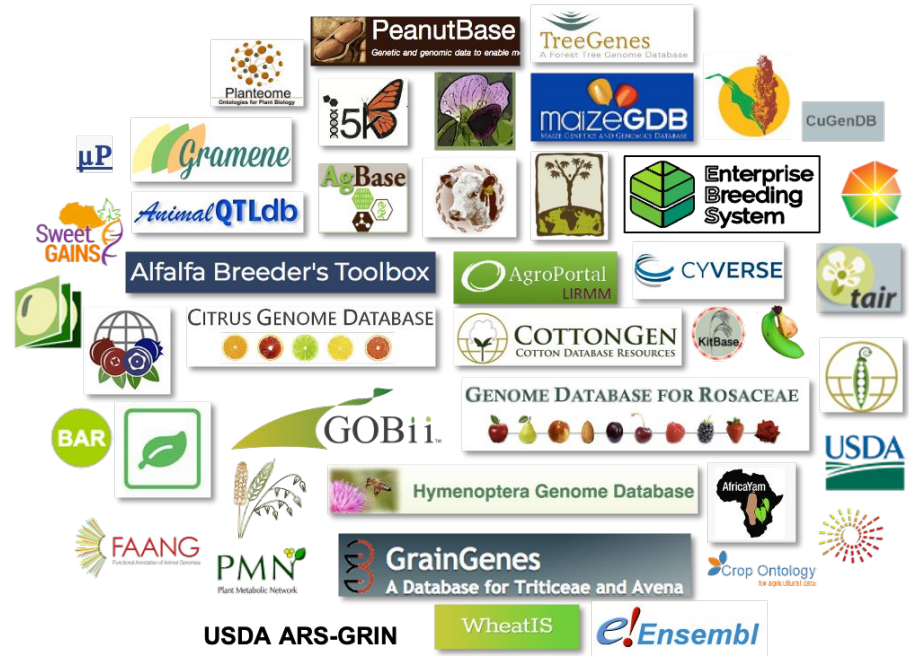 PeanutBase
Genetic and genomic data to enable m
TreeGenes
A Forest Tree Genome Database
Planteome
Ontologies for Plant Biology
i5k
maizeGDB
MAIZE GENETICS AND GENOMICS DATABASE
CuGenDB
µP
Gramene
AgBase
Enterprise
Breeding
System
Animal QTLdb
Sweet
GAINS
Alfalfa Breeder's Toolbox
AgroPortal
LIRMM
CYVERSE
tair
CITRUS GENOME DATABASE
COTTONGEN
COTTON DATABASE RESOURCES
KitBase
GENOME DATABASE FOR ROSACEAE
GOBii™
BAR
USDA
Hymenoptera Genome Database
AfricaYam
FAANG
Functional Annotation of Animal Genomes
PMN
Plant Metabolic Network
GrainGenes
A Database for Triticeae and Avena
Crop Ontology
for agricultural data
USDA ARS-GRIN
WheatIS
e!Ensembl